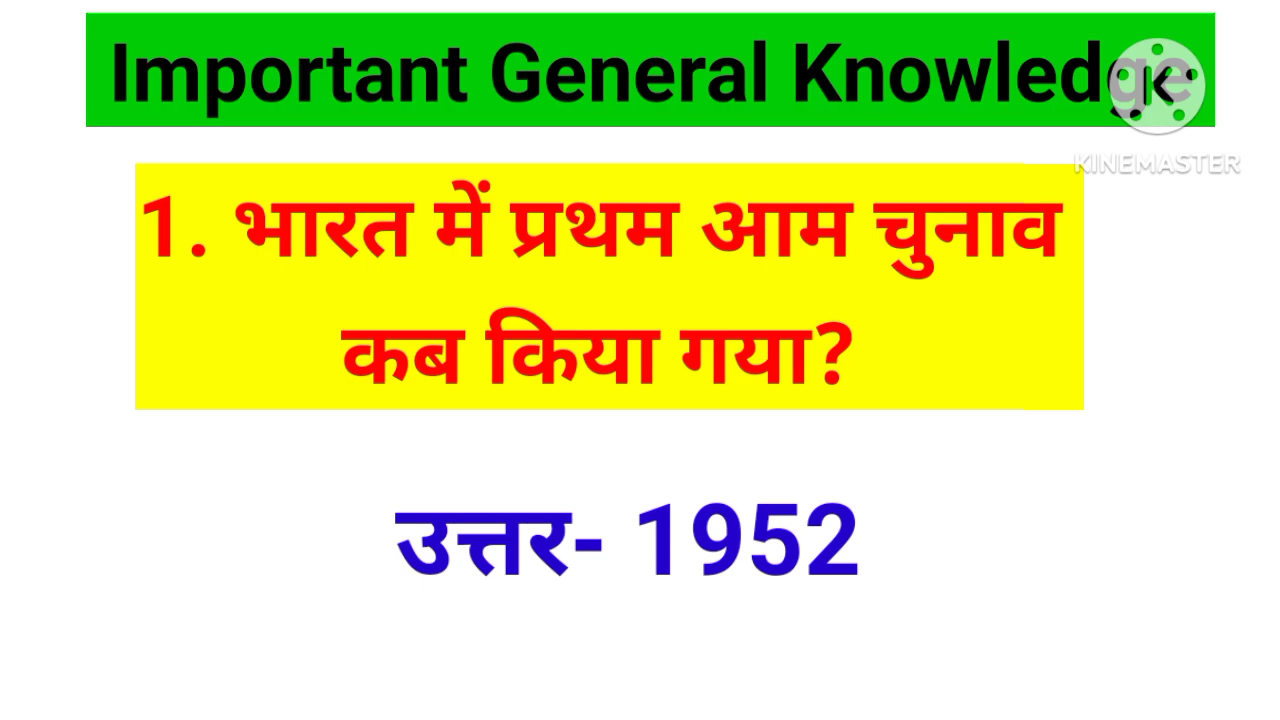 Important General Knowledge
KINEMASTER
1. भारत में प्रथम आम चुनाव
कब किया गया?
उत्तर- 1952